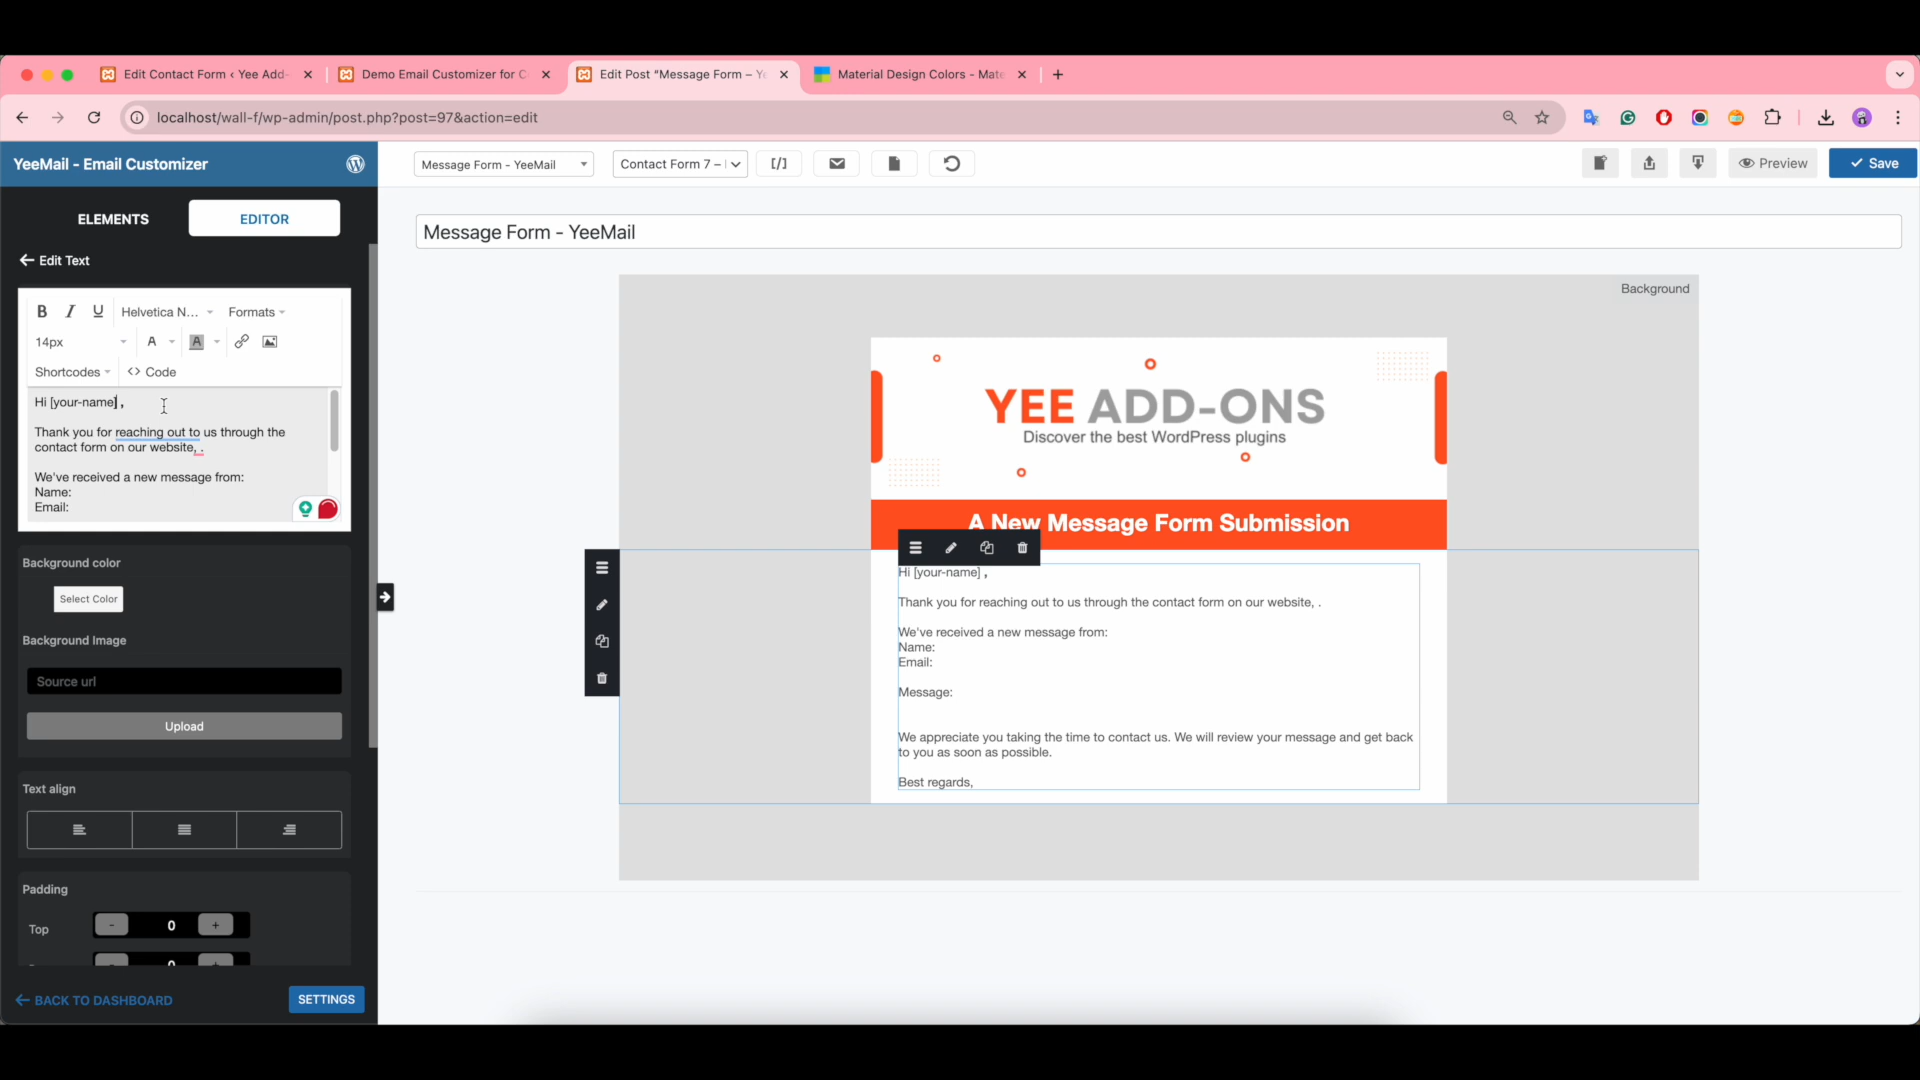 Edit Contact Form ‹ Yee Add-
Demo Email Customizer for C
Edit Post "Message Form – Ye
Material Design Colors - Mate
localhost/wall-f/wp-admin/post.php?post=97&action=edit
YeeMail - Email Customizer
Message Form - YeeMail
Contact Form 7 –
[/]
Preview
Save
ELEMENTS
EDITOR
Message Form - YeeMail
Edit Text
Background
B I U Helvetica N... Formats
14px A A
Shortcodes <> Code
Hi [your-name] ,
Thank you for reaching out to us through the
contact form on our website, .
We've received a new message from:
Name:
Email:
YEE ADD-ONS
Discover the best WordPress plugins
A New Message Form Submission
Hi [your-name] ,
Thank you for reaching out to us through the contact form on our website, .
We've received a new message from:
Name:
Email:
Message:
We appreciate you taking the time to contact us. We will review your message and get back
to you as soon as possible.
Best regards,
Background color
Select Color
Background Image
Source url
Upload
Text align
Padding
Top
-
0
+
BACK TO DASHBOARD
SETTINGS